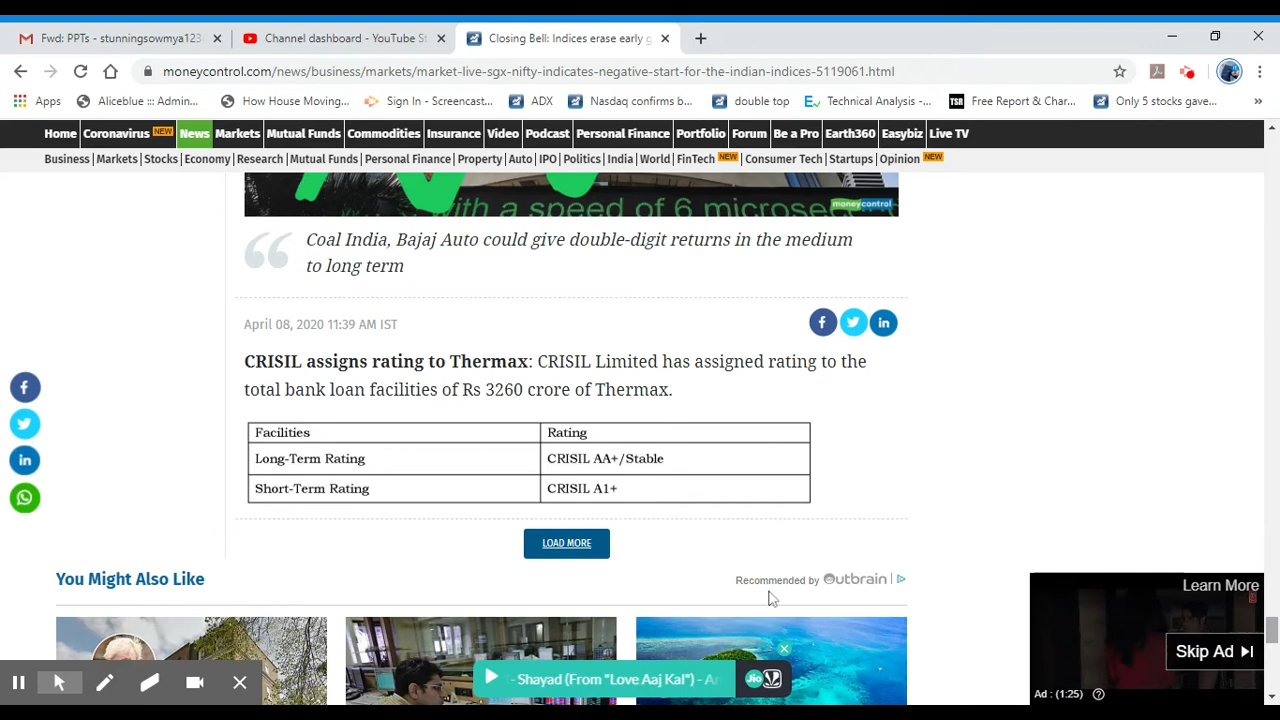 Fwd: PPTs - stunningsowmya123
Channel dashboard - YouTube St
Closing Bell: Indices erase early g
moneycontrol.com/news/business/markets/market-live-sgx-nifty-indicates-negative-start-for-the-indian-indices-5119061.html
Apps
Aliceblue ::: Admin...
How House Moving...
Sign In - Screencast...
ADX
Nasdaq confirms b...
double top
Technical Analysis -...
TSR
Free Report & Char...
Only 5 stocks gave...
Home Coronavirus NEW News Markets Mutual Funds Commodities Insurance Video Podcast Personal Finance Portfolio Forum Be a Pro Earth360 Easybiz Live TV
Business | Markets | Stocks | Economy | Research | Mutual Funds | Personal Finance | Property | Auto | IPO | Politics | India | World | FinTech NEW | Consumer Tech | Startups | Opinion NEW
with a speed of 6 microsec
moneycontrol
Coal India, Bajaj Auto could give double-digit returns in the medium
to long term
April 08, 2020 11:39 AM IST
CRISIL assigns rating to Thermax: CRISIL Limited has assigned rating to the
total bank loan facilities of Rs 3260 crore of Thermax.
Facilities Rating
Long-Term Rating CRISIL AA+/Stable
Short-Term Rating CRISIL A1+
LOAD MORE
You Might Also Like
Recommended by Outbrain
Learn More
Skip Ad
Ad : (1:25)
- Shayad (From "Love Aaj Kal") - Ar
Jio